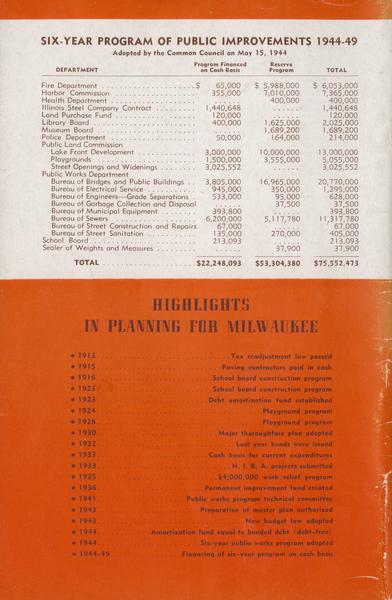 SIX-YEAR PROGRAM OF PUBLIC IMPROVEMENTS 1944-49
Adopted by the Common Council on May 15, 1944
DEPARTMENT Program Financed on Cash Basis Reserve Program TOTAL
Fire Department $ 65,000 $ 5,988,000 $ 6,053,000
Harbor Commission 355,000 7,010,000 7,365,000
Health Department ...... 400,000 400,000
Illinois Steel Company Contract 1,440,648 ...... 1,440,648
Land Purchase Fund 120,000 ...... 120,000
Library Board 400,000 1,625,000 2,025,000
Museum Board ...... 1,689,200 1,689,200
Police Department 50,000 164,000 214,000
Public Land Commission
Lake Front Development 3,000,000 10,000,000 13,000,000
Playgrounds 1,500,000 3,555,000 5,055,000
Street Openings and Widenings 3,025,552 ...... 3,025,552
Public Works Department
Bureau of Bridges and Public Buildings 3,805,000 16,965,000 20,770,000
Bureau of Electrical Service 945,000 350,000 1,295,000
Bureau of Engineers—Grade Separations 533,000 95,000 628,000
Bureau of Garbage Collection and Disposal ...... 37,500 37,500
Bureau of Municipal Equipment 393,800 ...... 393,800
Bureau of Sewers 6,200,000 5,117,780 11,317,780
Bureau of Street Construction and Repairs 67,000 ...... 67,000
Bureau of Street Sanitation 135,000 270,000 405,000
School Board 213,093 ...... 213,093
Sealer of Weights and Measures ...... 37,900 37,900
TOTAL $22,248,093 $53,304,380 $75,552,473
HIGHLIGHTS
IN PLANNING FOR MILWAUKEE
★ 1913 Tax readjustment law passed
★ 1915 Paving contractors paid in cash
★ 1916 School board construction program
★ 1923 School board construction program
★ 1923 Debt amortization fund established
★ 1924 Playground program
★ 1928 Playground program
★ 1930 Major thoroughfare plan adopted
★ 1932 Last year bonds were issued
★ 1933 Cash basis for current expenditures
★ 1933 N. I. R. A. projects submitted
★ 1935 $4,000,000 work relief program
★ 1936 Permanent improvement fund created
★ 1941 Public works program technical committee
★ 1943 Preparation of master plan authorized
★ 1943 New budget law adopted
★ 1944 Amortization fund equal to bonded debt (debt-free)
★ 1944 Six-year public works program adopted
★ 1944-49 Financing of six-year program on cash basis